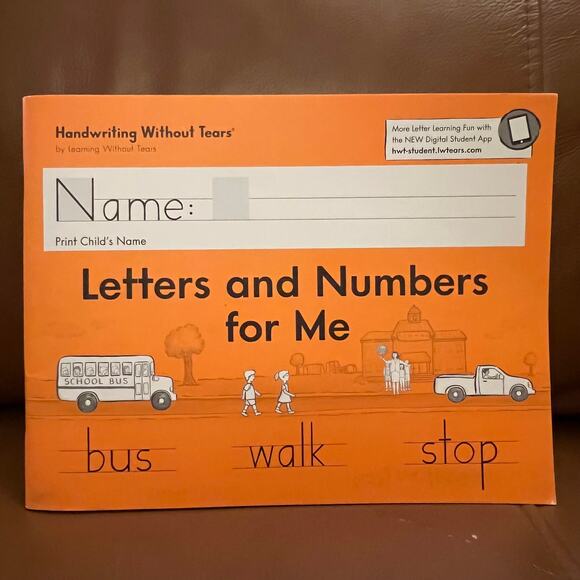 Handwriting Without Tears®
by Learning Without Tears
More Letter Learning Fun with
the NEW Digital Student App
hwt-student.lwtears.com
Name:
Print Child's Name
Letters and Numbers
for Me
SCHOOL BUS
bus walk stop